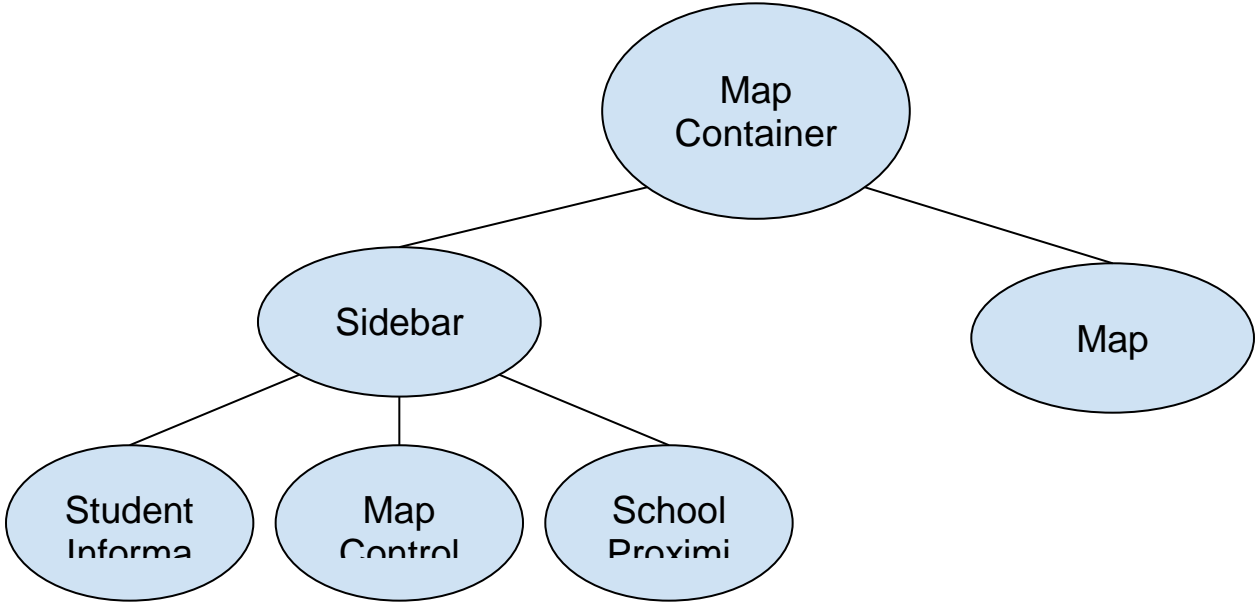 Map
Container
Sidebar
Map
Student
Informa
Map
Control
School
Proximi